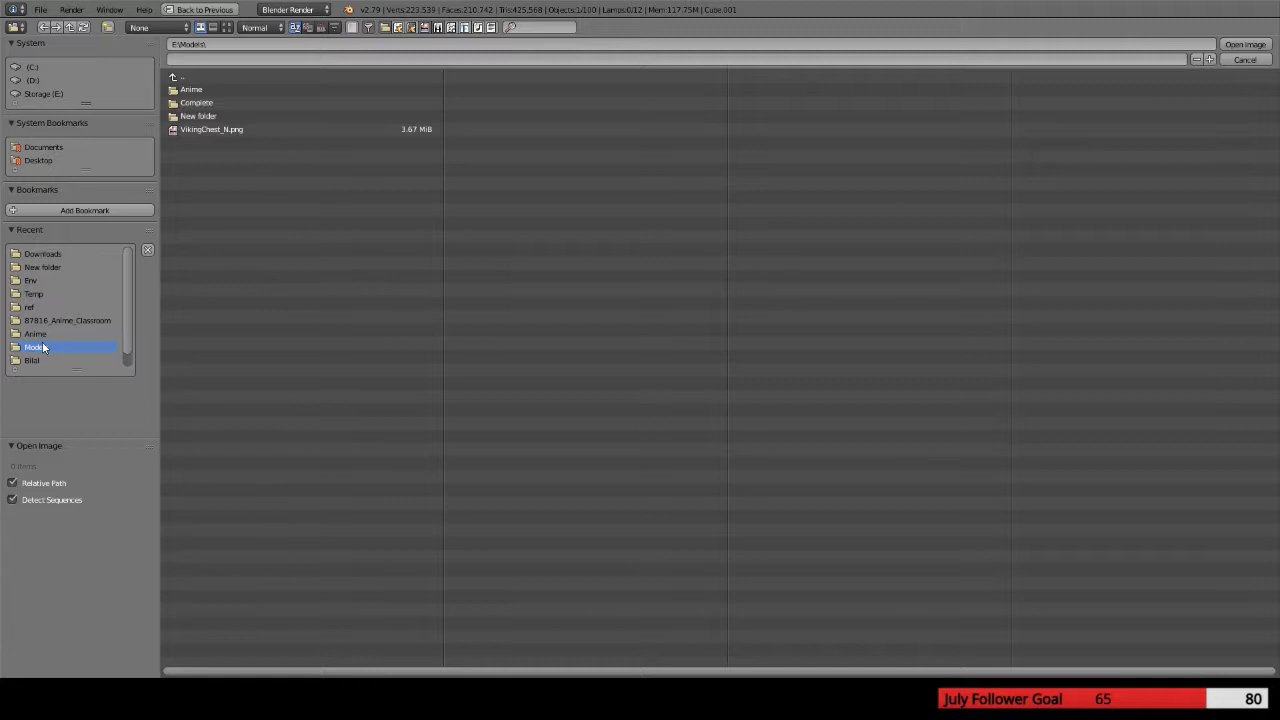 File Render Window Help Back to Previous Blender Render v2.79 | Verts:223,539 | Faces:210,742 | Tris:425,568 | Objects:1/100 | Lamps:0/12 | Mem:117.75M | Cube.001
None Normal
System
(C:)
(D:)
Storage (E:)
System Bookmarks
Documents
Desktop
Bookmarks
Add Bookmark
Recent
Downloads
New folder
Env
Temp
ref
87816_Anime_Classroom
Anime
Bilal
Open Image
0 items
Relative Path
Detect Sequences
E:\Models\ Open Image
Cancel
..
Anime
Complete
New folder
VikingChest_N.png 3.67 MiB
July Follower Goal 65 80